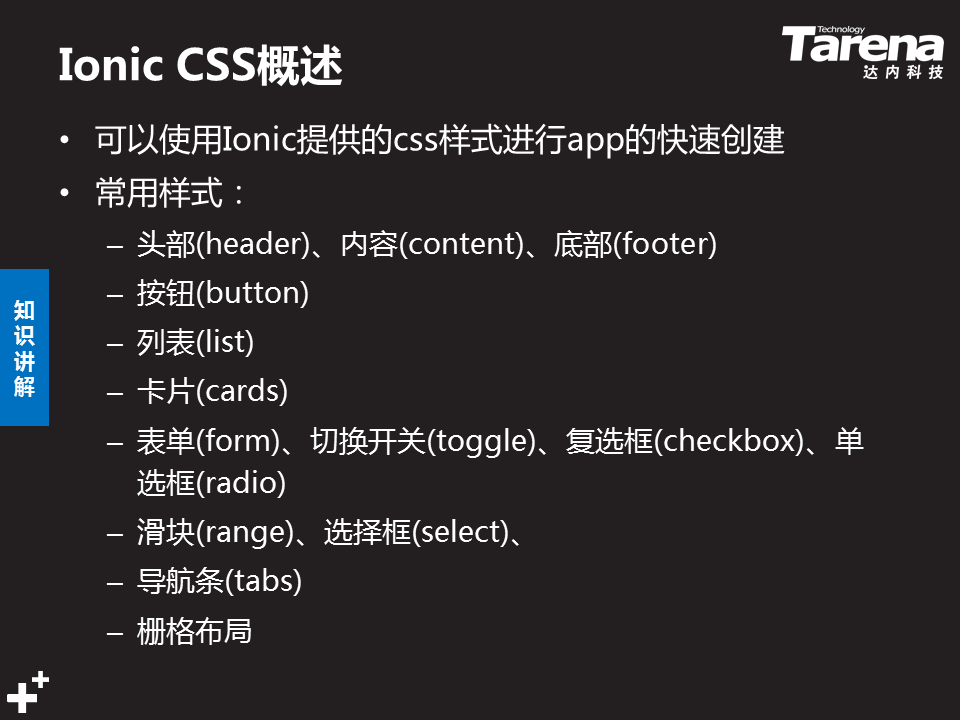 Ionic CSS概述
Technology
Tarena
达内科技
• 可以使用Ionic提供的css样式进行app的快速创建
• 常用样式：
– 头部(header)、内容(content)、底部(footer)
– 按钮(button)
– 列表(list)
– 卡片(cards)
– 表单(form)、切换开关(toggle)、复选框(checkbox)、单
选框(radio)
– 滑块(range)、选择框(select)、
– 导航条(tabs)
– 栅格布局
知识讲解